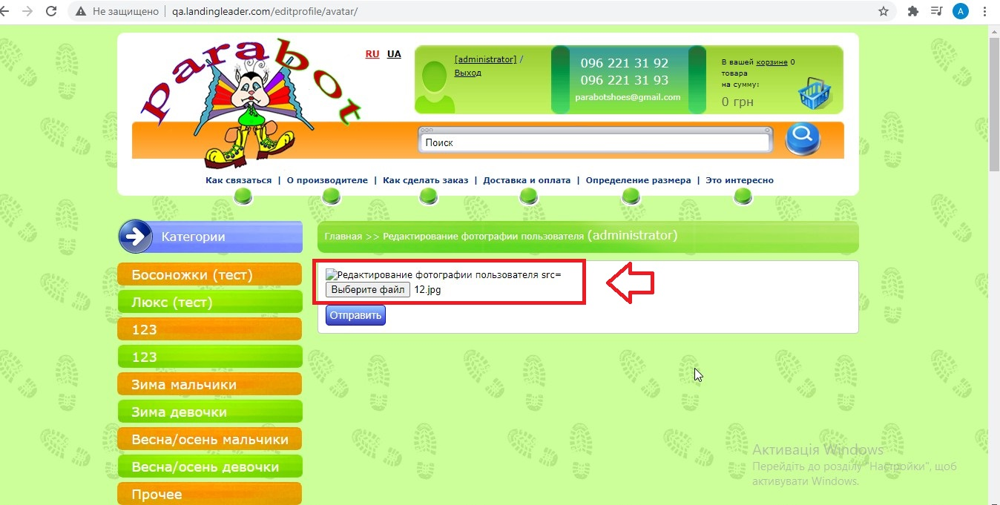 Не защищено qa.landingleader.com/editprofile/avatar/
A
parabot
RU UA
[administrator] /
Выход
096 221 31 92
096 221 31 93
parabotshoes@gmail.com
В вашей корзине 0
товара
на сумму:
0 грн
Поиск
Как связаться | О производителе | Как сделать заказ | Доставка и оплата | Определение размера | Это интересно
Категории
Главная >> Редактирование фотографии пользователя (administrator)
Редактирование фотографии пользователя src=
Выберите файл 12.jpg
Отправить
Босоножки (тест)
Люкс (тест)
123
123
Зима мальчики
Зима девочки
Весна/осень мальчики
Весна/осень девочки
Прочее
Активація Windows
Перейдіть до розділу "Настройки", щоб
активувати Windows.